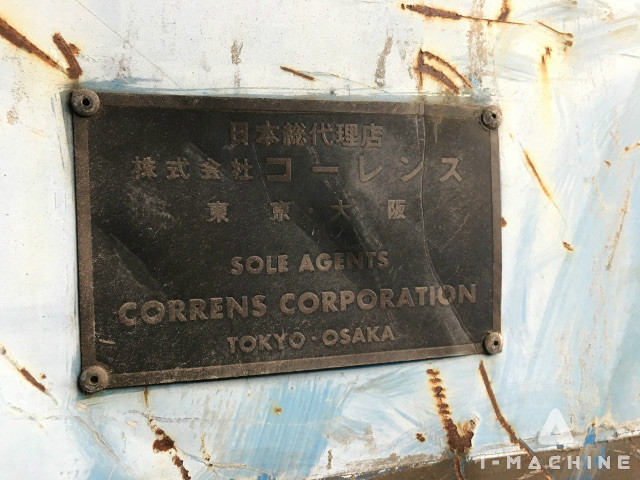 日本総代理店
株式会社 コーレンス
東京・大阪
SOLE AGENTS
CORRENS CORPORATION
TOKYO・OSAKA
I-MACHINE